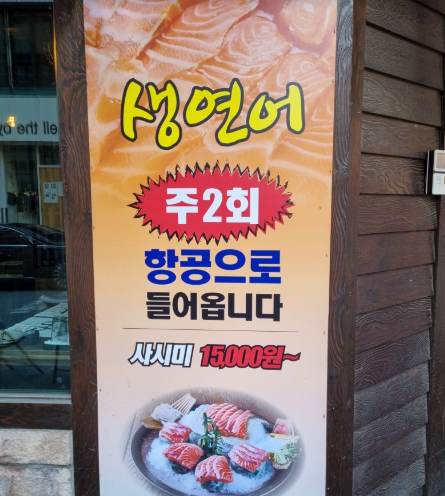 생연어
주2회
항공으로
들어옵니다
사시미 15,000원~